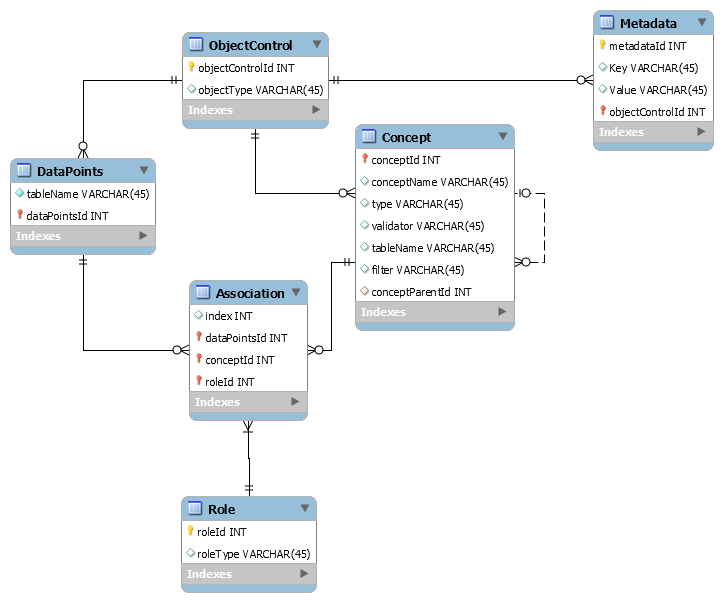 ObjectControl
objectControlId INT
objectType VARCHAR(45)
Indexes
Metadata
metadataId INT
Key VARCHAR(45)
Value VARCHAR(45)
objectControlId INT
Indexes
DataPoints
tableName VARCHAR(45)
dataPointsId INT
Indexes
Concept
conceptId INT
conceptName VARCHAR(45)
type VARCHAR(45)
validator VARCHAR(45)
tableName VARCHAR(45)
filter VARCHAR(45)
conceptParentId INT
Indexes
Association
index INT
dataPointsId INT
conceptId INT
roleId INT
Indexes
Role
roleId INT
roleType VARCHAR(45)
Indexes